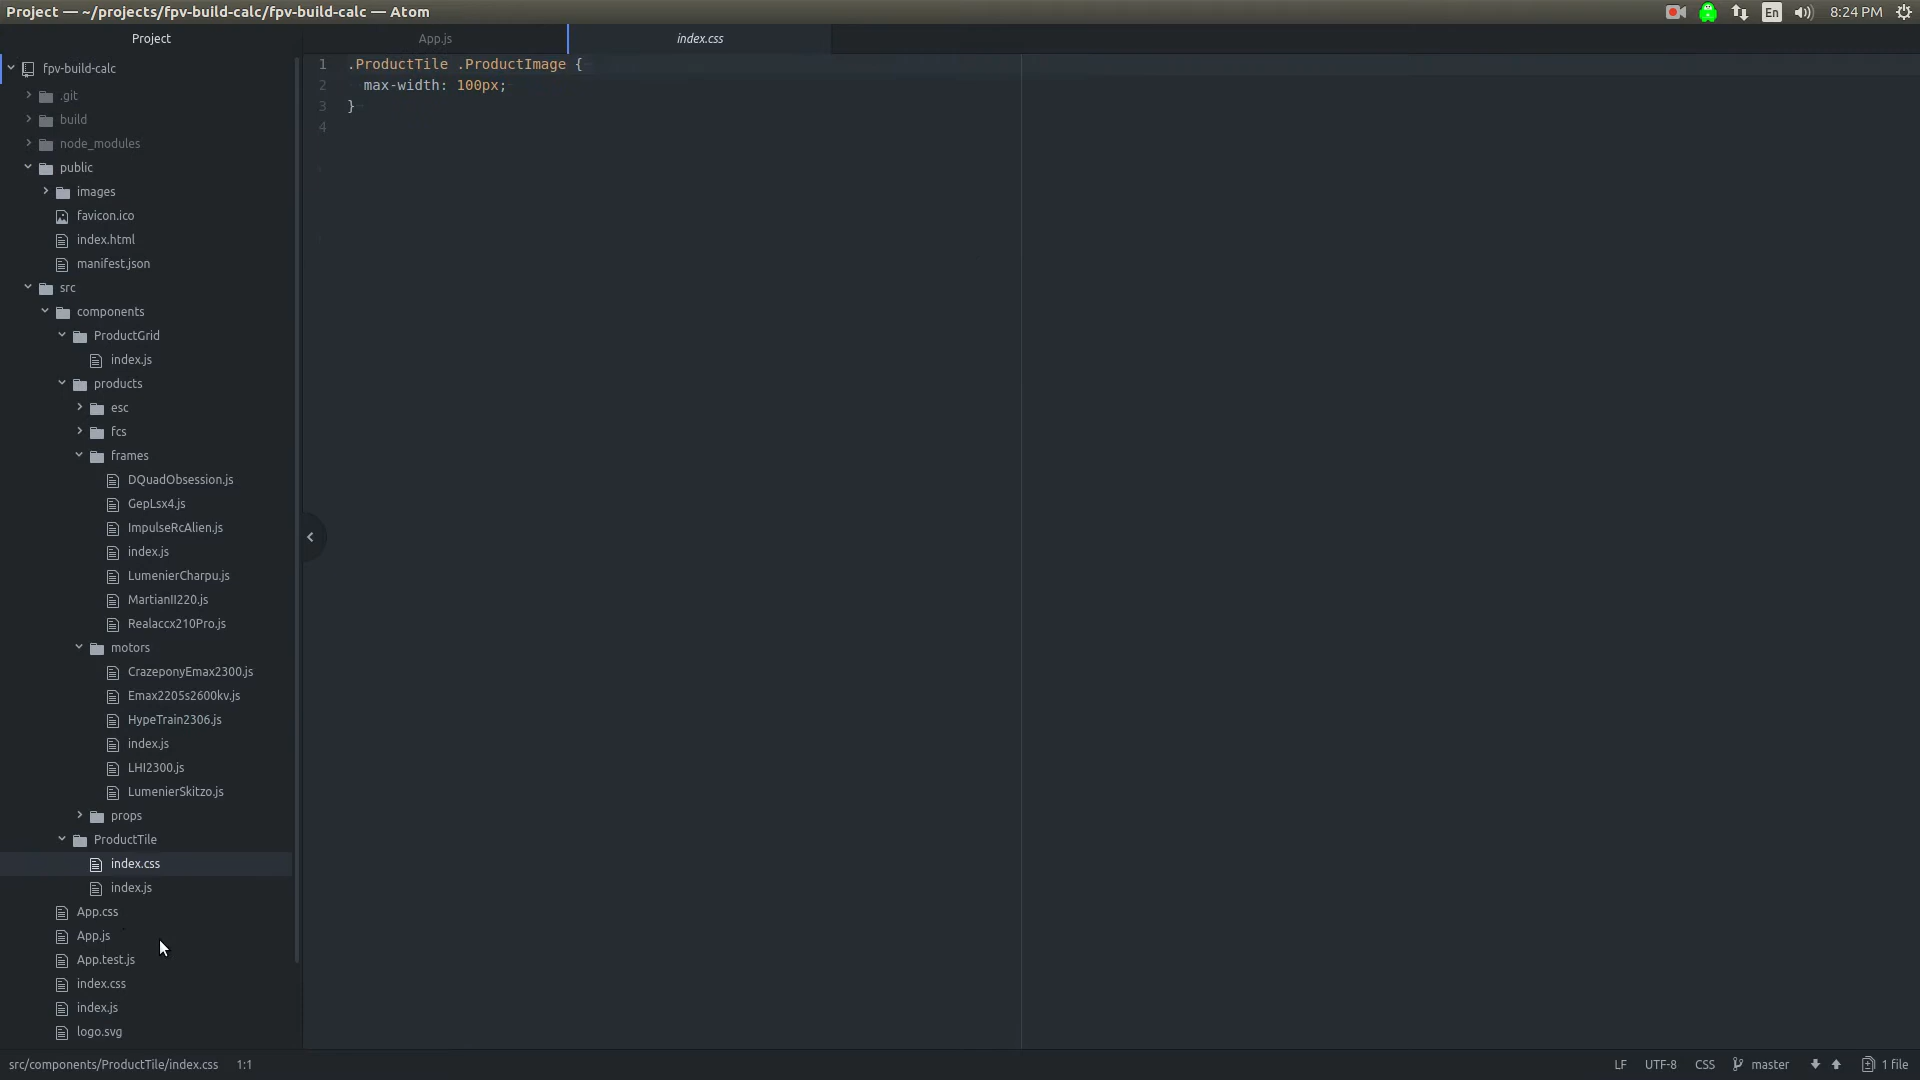 Project — ~/projects/fpv-build-calc/fpv-build-calc — Atom
En
8:24 PM
Project
App.js
index.css
fpv-build-calc
.git
build
node_modules
public
images
favicon.ico
index.html
manifest.json
src
components
ProductGrid
index.js
products
esc
fcs
frames
DQuadObsession.js
GepLsx4.js
ImpulseRcAlien.js
index.js
LumenierCharpu.js
MartianII220.js
Realaccx210Pro.js
motors
CrazeponyEmax2300.js
Emax2205s2600kv.js
HypeTrain2306.js
index.js
LHI2300.js
LumenierSkitzo.js
props
ProductTile
index.css
index.js
App.css
App.js
App.test.js
index.css
index.js
logo.svg
1 .ProductTile .ProductImage {
2 max-width: 100px;
3 }
4
src/components/ProductTile/index.css 1:1
LF UTF-8 CSS master 1 file